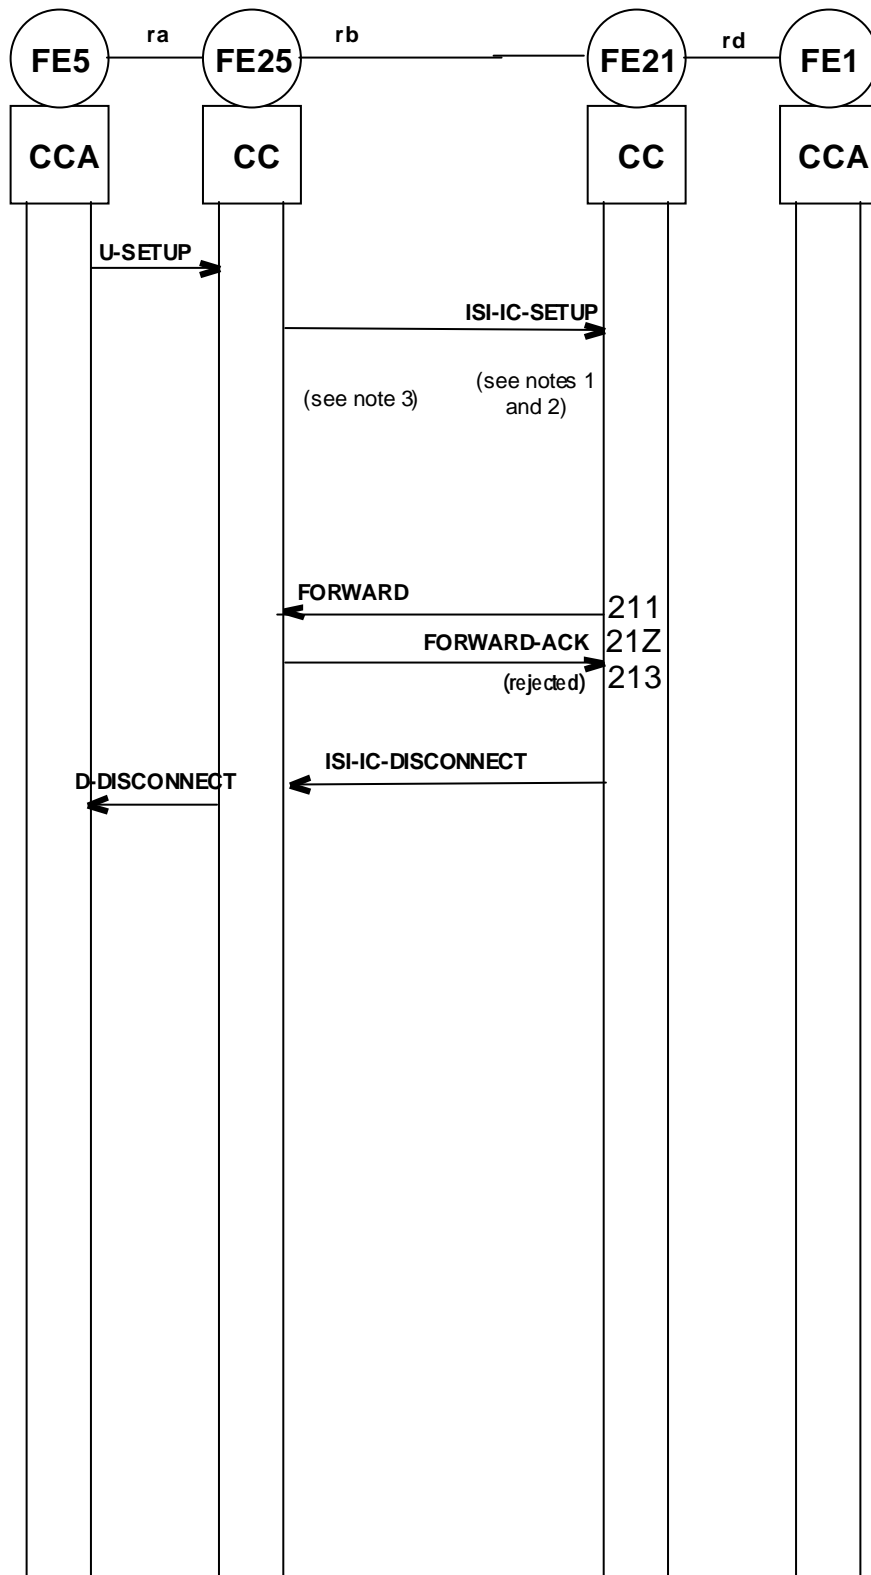 ra
rb
rd
FE5
FE25
FE21
FE1
CCA
CC
CC
CCA
U-SETUP
ISI-IC-SETUP
(see note 3)
(see notes 1
and 2)
FORWARD
211
FORWARD-ACK
21Z
(rejected)
213
ISI-IC-DISCONNECT
D-DISCONNECT